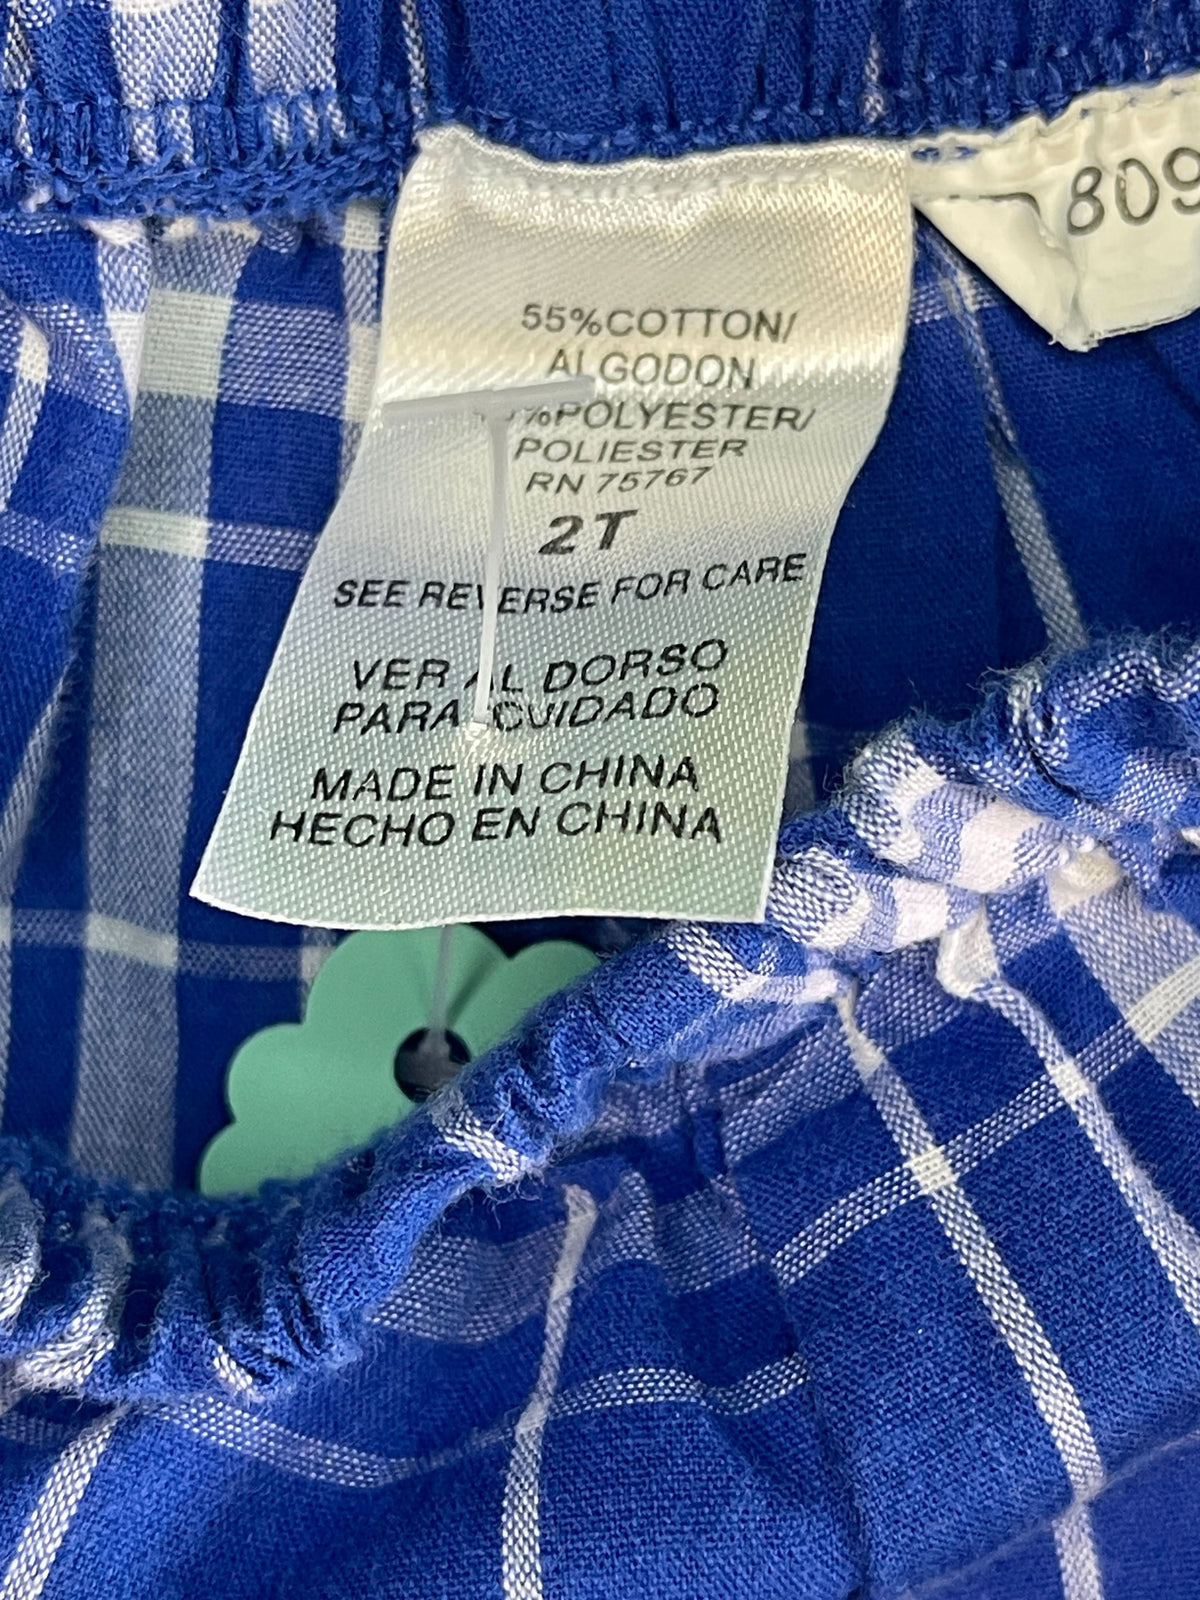 55%COTTON/
ALGODON
%POLYESTER/
POLIESTER
RN 75767
2T
SEE REVERSE FOR CARE
VER AL DORSO
PARA CUIDADO
MADE IN CHINA
HECHO EN CHINA
809